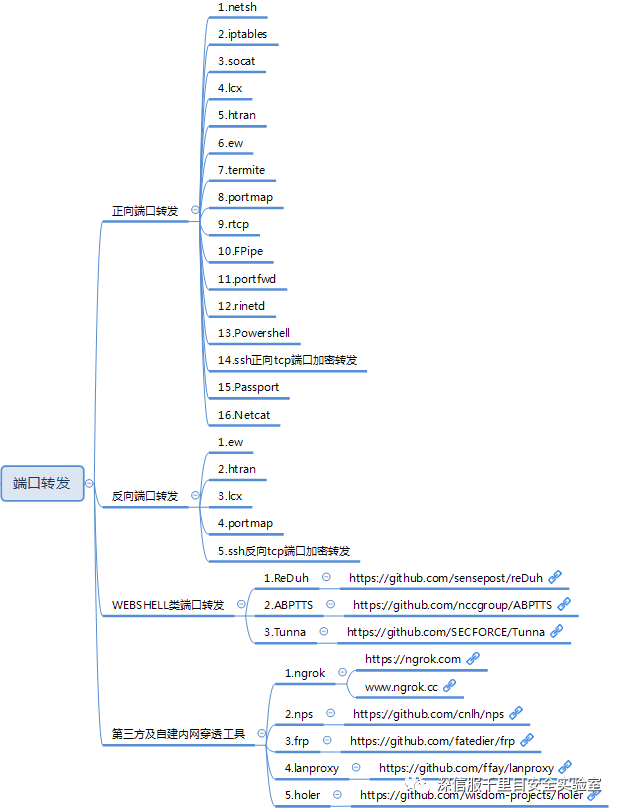 端口转发
正向端口转发
1.netsh
2.iptables
3.socat
4.lcx
5.htran
6.ew
7.termite
8.portmap
9.rtcp
10.FPipe
11.portfwd
12.rinetd
13.Powershell
14.ssh正向tcp端口加密转发
15.Passport
16.Netcat
反向端口转发
1.ew
2.htran
3.lcx
4.portmap
5.ssh反向tcp端口加密转发
WEBSHELL类端口转发
1.ReDuh https://github.com/sensepost/reDuh
2.ABPTTS https://github.com/nccgroup/ABPTTS
3.Tunna https://github.com/SECFORCE/Tunna
第三方及自建内网穿透工具
1.ngrok https://ngrok.com
www.ngrok.cc
2.nps https://github.com/cnlh/nps
3.frp https://github.com/fatedier/frp
4.lanproxy https://github.com/ffay/lanproxy
5.holer https://github.com/wisdom-projects/holer
深信服千里目安全实验室